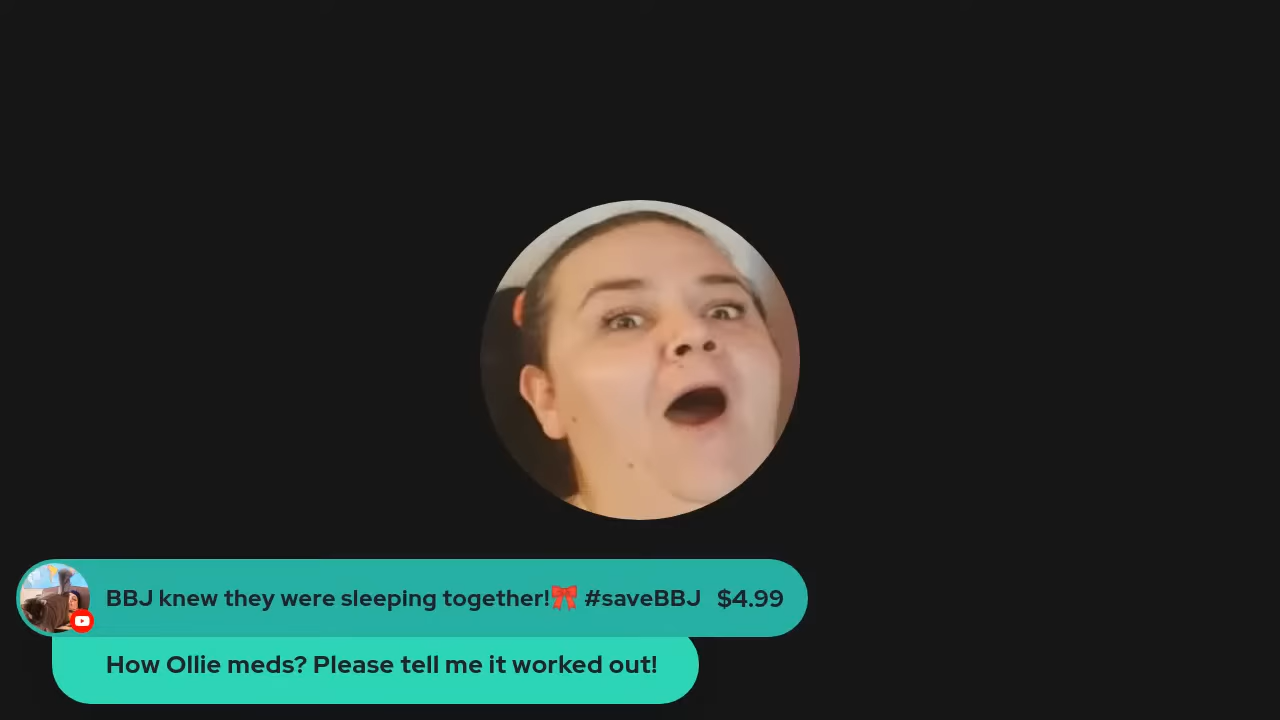 BBJ knew they were sleeping together!🎀 #saveBBJ $4.99
How Ollie meds? Please tell me it worked out!